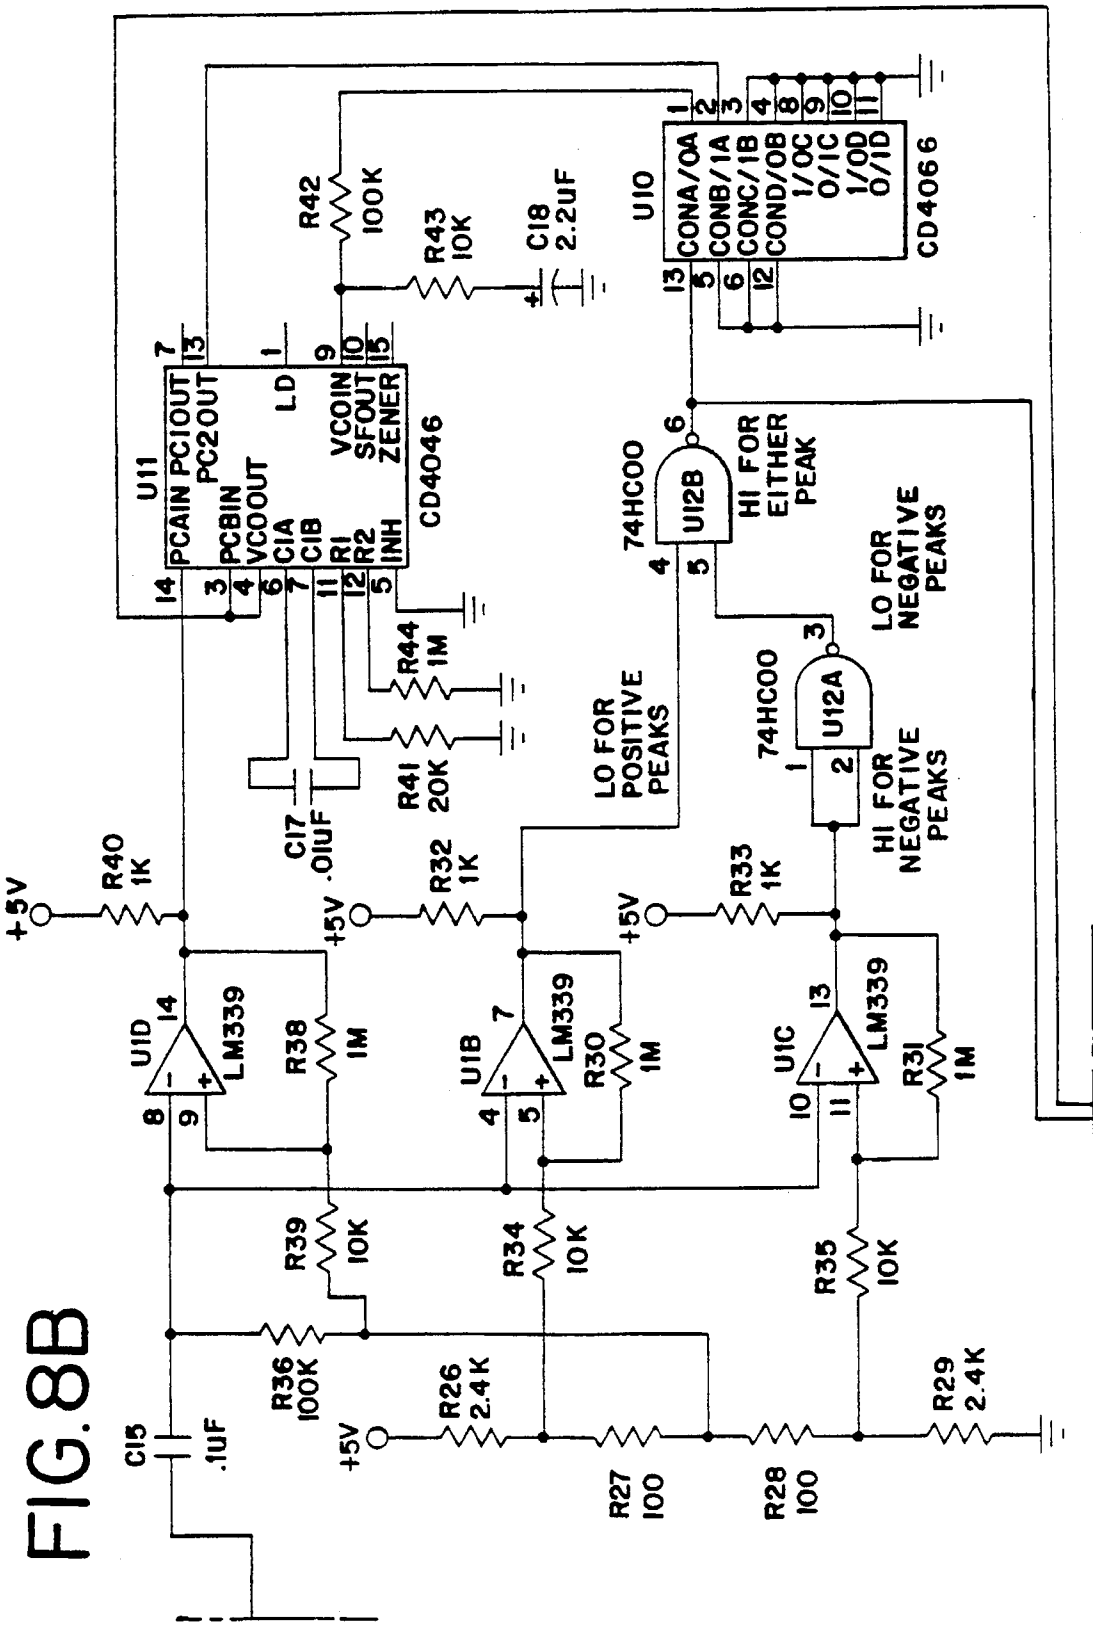 FIG.8B
C15
.1UF
R36
100K
+5V
R26
2.4K
R27
100
R28
100
R29
2.4K
R39
10K
R34
10K
R35
10K
8
9
-
+
U1D
14
LM339
R38
1M
+5V
R40
1K
4
5
-
+
U1B
7
LM339
R30
1M
+5V
R32
1K
10
11
-
+
U1C
13
LM339
R31
1M
+5V
R33
1K
C17
.01UF
R41
20K
R44
1M
U11
14 PCAIN PC1OUT 7
PC2OUT 13
3 PCBIN
4 VCOOUT
LD 1
6 C1A
7 C1B
11 R1 VCOIN 9
12 R2 SFOUT 10
5 INH ZENER 15
CD4046
R42
100K
R43
10K
+
C18
2.2UF
LO FOR
POSITIVE
PEAKS
HI FOR
NEGATIVE
PEAKS
1
2
74HC00
U12A
3
LO FOR
NEGATIVE
PEAKS
4
5
74HC00
U12B
6
HI FOR
EITHER
PEAK
U10
13 CONA/OA 1
5 CONB/1A 2
6 CONC/1B 3
12 COND/OB 4
I/OC 8
O/IC 9
I/OD 10
O/ID 11
CD4066